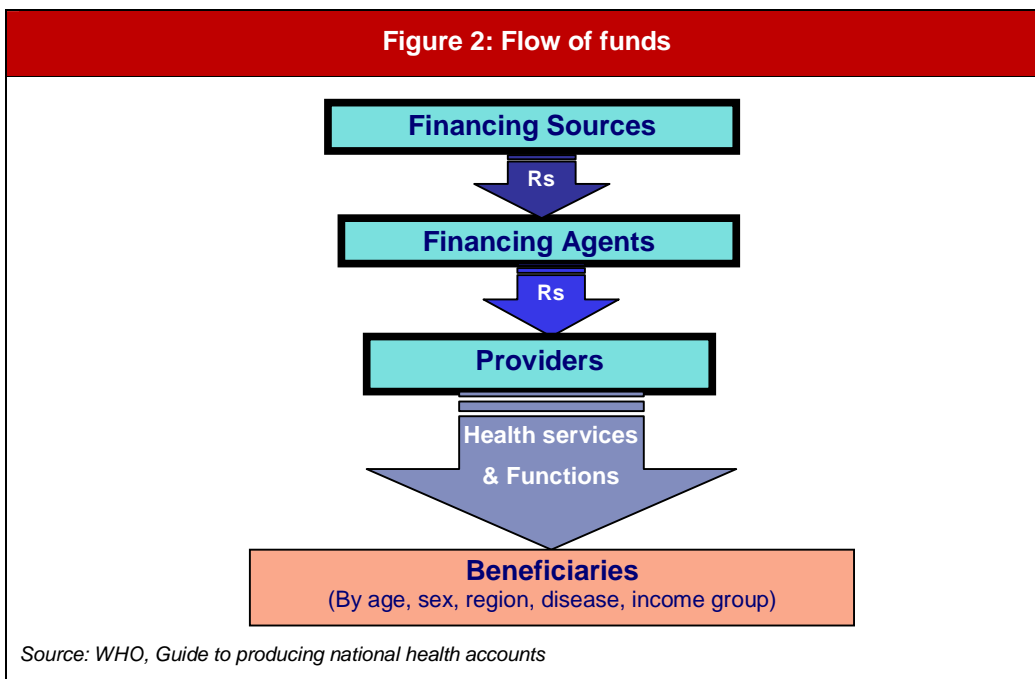 Figure 2: Flow of funds
Financing Sources
Rs
Financing Agents
Rs
Providers
Health services
& Functions
Beneficiaries
(By age, sex, region, disease, income group)
Source: WHO, Guide to producing national health accounts